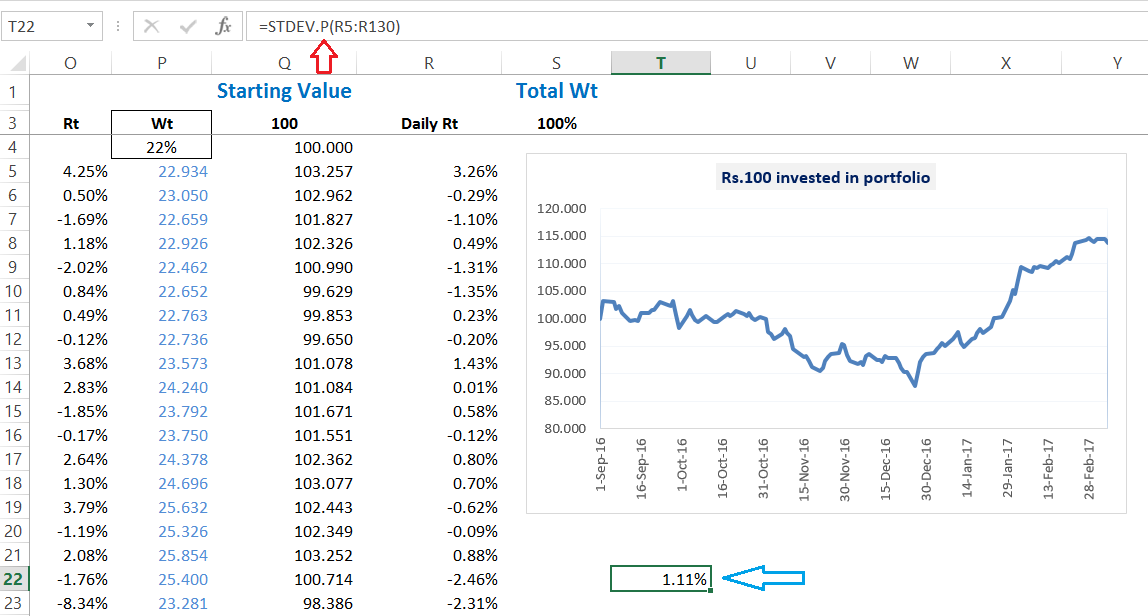 T22 fx =STDEV.P(R5:R130)
O P Q R S T U V W X Y
1 Starting Value Total Wt
3 Rt Wt 100 Daily Rt 100%
4 22% 100.000
5 4.25% 22.934 103.257 3.26%
6 0.50% 23.050 102.962 -0.29%
7 -1.69% 22.659 101.827 -1.10%
8 1.18% 22.926 102.326 0.49%
9 -2.02% 22.462 100.990 -1.31%
10 0.84% 22.652 99.629 -1.35%
11 0.49% 22.763 99.853 0.23%
12 -0.12% 22.736 99.650 -0.20%
13 3.68% 23.573 101.078 1.43%
14 2.83% 24.240 101.084 0.01%
15 -1.85% 23.792 101.671 0.58%
16 -0.17% 23.750 101.551 -0.12%
17 2.64% 24.378 102.362 0.80%
18 1.30% 24.696 103.077 0.70%
19 3.79% 25.632 102.443 -0.62%
20 -1.19% 25.326 102.349 -0.09%
21 2.08% 25.854 103.252 0.88%
22 -1.76% 25.400 100.714 -2.46% 1.11%
23 -8.34% 23.281 98.386 -2.31%
Rs.100 invested in portfolio
120.000
115.000
110.000
105.000
100.000
95.000
90.000
85.000
80.000
1-Sep-16
16-Sep-16
1-Oct-16
16-Oct-16
31-Oct-16
15-Nov-16
30-Nov-16
15-Dec-16
30-Dec-16
14-Jan-17
29-Jan-17
13-Feb-17
28-Feb-17